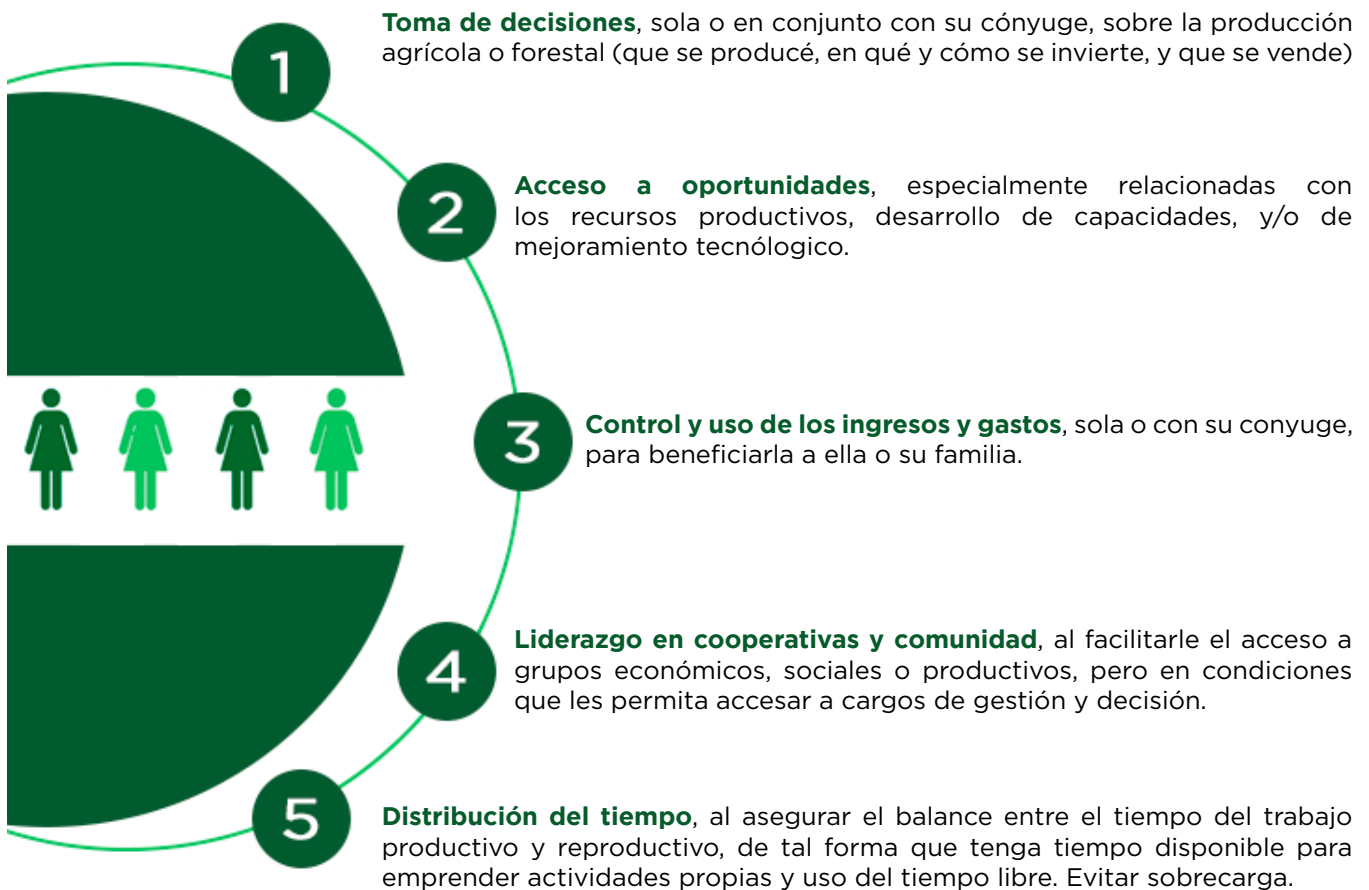 1
Toma de decisiones, sola o en conjunto con su cónyuge, sobre la producción
agrícola o forestal (que se producé, en qué y cómo se invierte, y que se vende)
2
Acceso a oportunidades, especialmente relacionadas con
los recursos productivos, desarrollo de capacidades, y/o de
mejoramiento tecnólogico.
3
Control y uso de los ingresos y gastos, sola o con su conyuge,
para beneficiarla a ella o su familia.
4
Liderazgo en cooperativas y comunidad, al facilitarle el acceso a
grupos económicos, sociales o productivos, pero en condiciones
que les permita accesar a cargos de gestión y decisión.
5
Distribución del tiempo, al asegurar el balance entre el tiempo del trabajo
productivo y reproductivo, de tal forma que tenga tiempo disponible para
emprender actividades propias y uso del tiempo libre. Evitar sobrecarga.